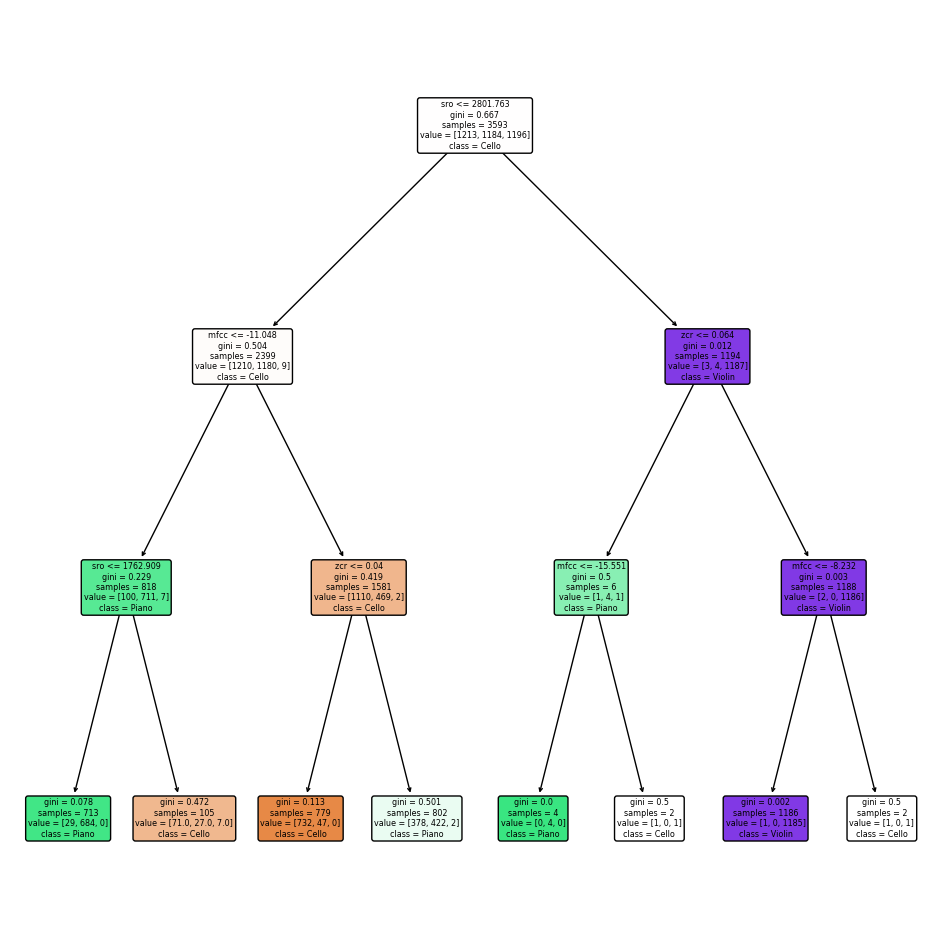 sro <= 2801.763
gini = 0.667
samples = 3593
value = [1213, 1184, 1196]
class = Cello
mfcc <= -11.048
gini = 0.504
samples = 2399
value = [1210, 1180, 9]
class = Cello
zcr <= 0.064
gini = 0.012
samples = 1194
value = [3, 4, 1187]
class = Violin
sro <= 1762.909
gini = 0.229
samples = 818
value = [100, 711, 7]
class = Piano
zcr <= 0.04
gini = 0.419
samples = 1581
value = [1110, 469, 2]
class = Cello
mfcc <= -15.551
gini = 0.5
samples = 6
value = [1, 4, 1]
class = Piano
mfcc <= -8.232
gini = 0.003
samples = 1188
value = [2, 0, 1186]
class = Violin
gini = 0.078
samples = 713
value = [29, 684, 0]
class = Piano
gini = 0.472
samples = 105
value = [71.0, 27.0, 7.0]
class = Cello
gini = 0.113
samples = 779
value = [732, 47, 0]
class = Cello
gini = 0.501
samples = 802
value = [378, 422, 2]
class = Piano
gini = 0.0
samples = 4
value = [0, 4, 0]
class = Piano
gini = 0.5
samples = 2
value = [1, 0, 1]
class = Cello
gini = 0.002
samples = 1186
value = [1, 0, 1185]
class = Violin
gini = 0.5
samples = 2
value = [1, 0, 1]
class = Cello